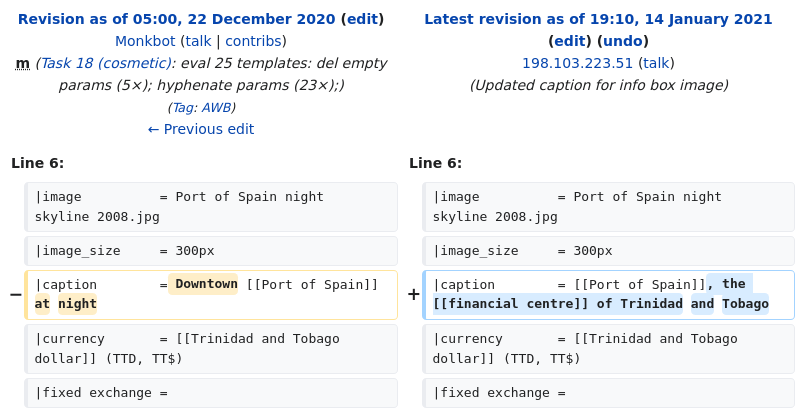 Revision as of 05:00, 22 December 2020 (edit)
Monkbot (talk | contribs)
m (Task 18 (cosmetic): eval 25 templates: del empty
params (5×); hyphenate params (23×);)
(Tag: AWB)
← Previous edit
Latest revision as of 19:10, 14 January 2021
(edit) (undo)
198.103.223.51 (talk)
(Updated caption for info box image)
Line 6:
Line 6:
|image          = Port of Spain night
skyline 2008.jpg
|image          = Port of Spain night
skyline 2008.jpg
|image_size     = 300px
|image_size     = 300px
− |caption        = Downtown [[Port of Spain]]
at night
+ |caption        = [[Port of Spain]], the
[[financial centre]] of Trinidad and Tobago
|currency       = [[Trinidad and Tobago
dollar]] (TTD, TT$)
|currency       = [[Trinidad and Tobago
dollar]] (TTD, TT$)
|fixed exchange =
|fixed exchange =